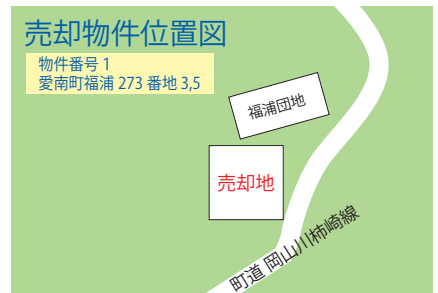 売却物件位置図
物件番号 1
愛南町福浦 273 番地 3,5
福浦団地
売却地
町道 岡山川柿崎線